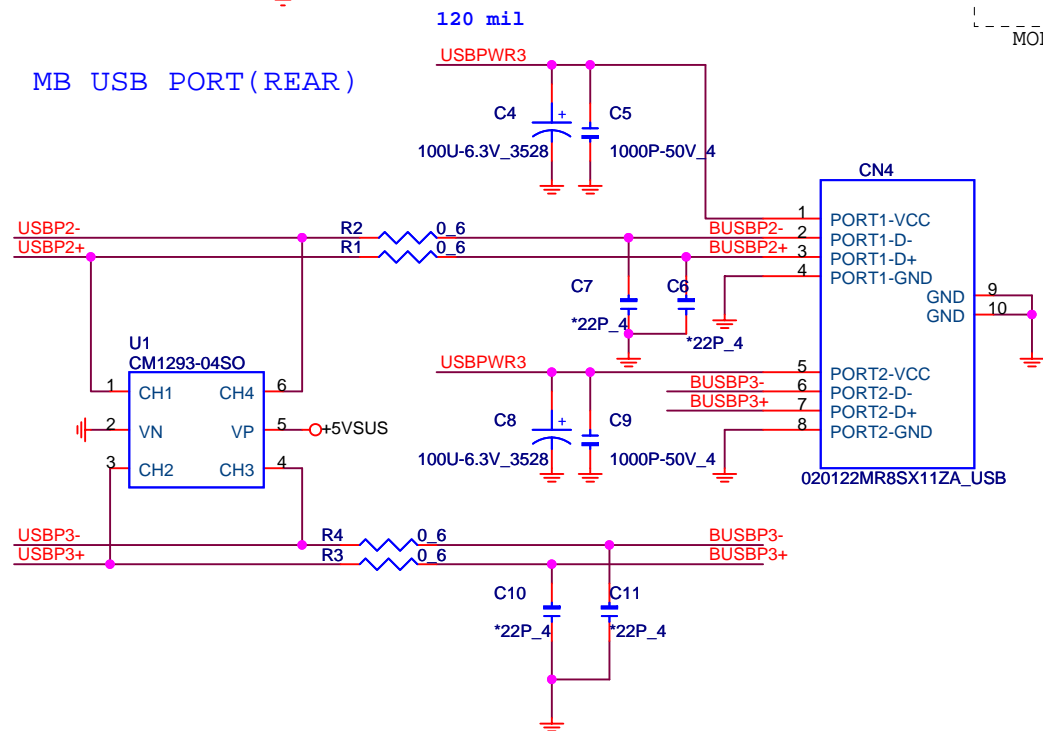 120 mil
MOI
USBPWR3
MB USB PORT(REAR)
C4
+
C5
100U-6.3V_3528
1000P-50V_4
CN4
USBP2-
R2
0_6
BUSBP2-
1
PORT1-VCC
2
PORT1-D-
USBP2+
R1
0_6
BUSBP2+
3
PORT1-D+
4
PORT1-GND
C7
C6
GND
9
GND
10
*22P_4
*22P_4
U1
CM1293-04SO
USBPWR3
5
PORT2-VCC
1
CH1
CH4
6
BUSBP3-
6
PORT2-D-
BUSBP3+
7
PORT2-D+
2
VN
VP
5
+5VSUS
C8
+
C9
8
PORT2-GND
3
CH2
CH3
4
100U-6.3V_3528
1000P-50V_4
020122MR8SX11ZA_USB
USBP3-
R4
0_6
BUSBP3-
USBP3+
R3
0_6
BUSBP3+
C10
C11
*22P_4
*22P_4